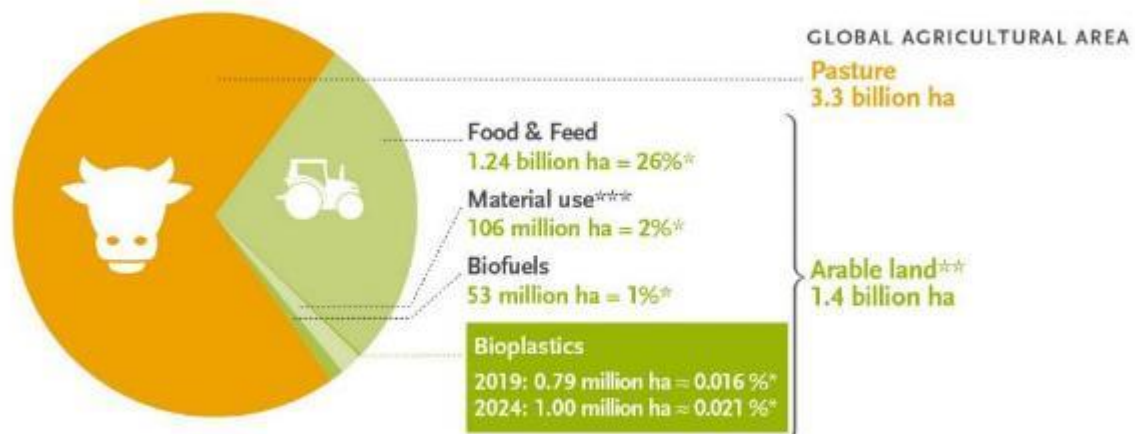 GLOBAL AGRICULTURAL AREA
Pasture
3.3 billion ha
Food & Feed
1.24 billion ha = 26%*
Material use***
106 million ha = 2%*
Biofuels
53 million ha = 1%*
Bioplastics
2019: 0.79 million ha ≈ 0.016 %*
2024: 1.00 million ha ≈ 0.021 %*
Arable land**
1.4 billion ha